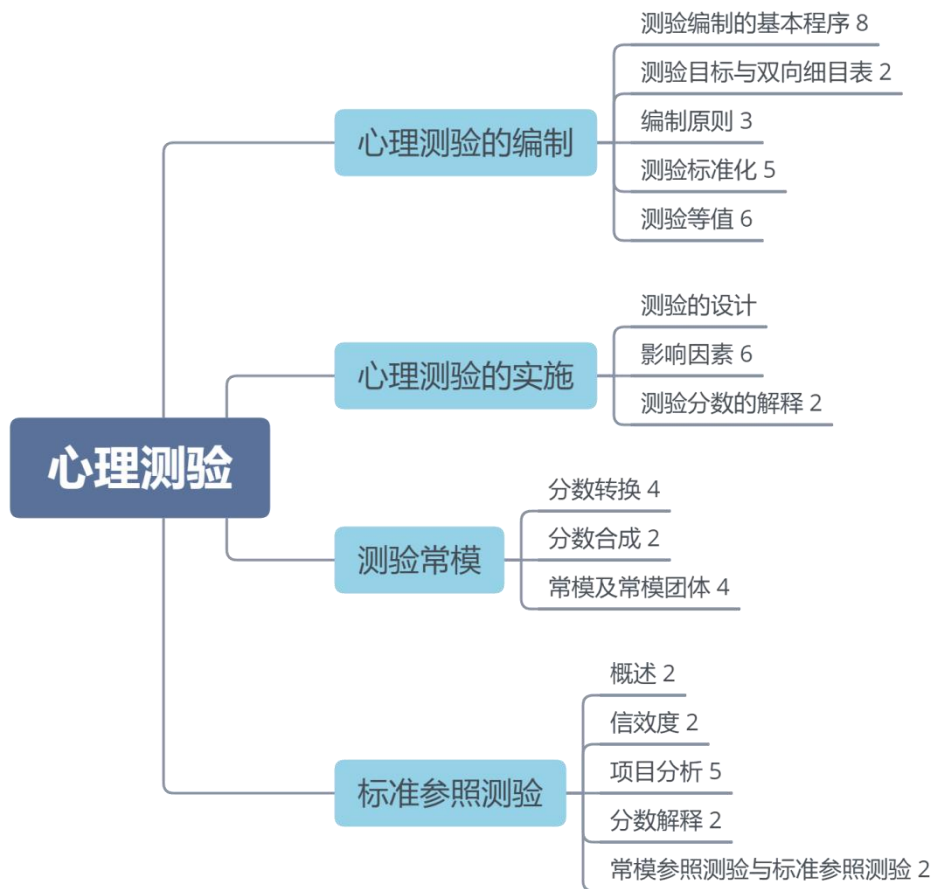 心理测验
心理测验的编制
测验编制的基本程序 8
测验目标与双向细目表 2
编制原则 3
测验标准化 5
测验等值 6
心理测验的实施
测验的设计
影响因素 6
测验分数的解释 2
测验常模
分数转换 4
分数合成 2
常模及常模团体 4
标准参照测验
概述 2
信效度 2
项目分析 5
分数解释 2
常模参照测验与标准参照测验 2